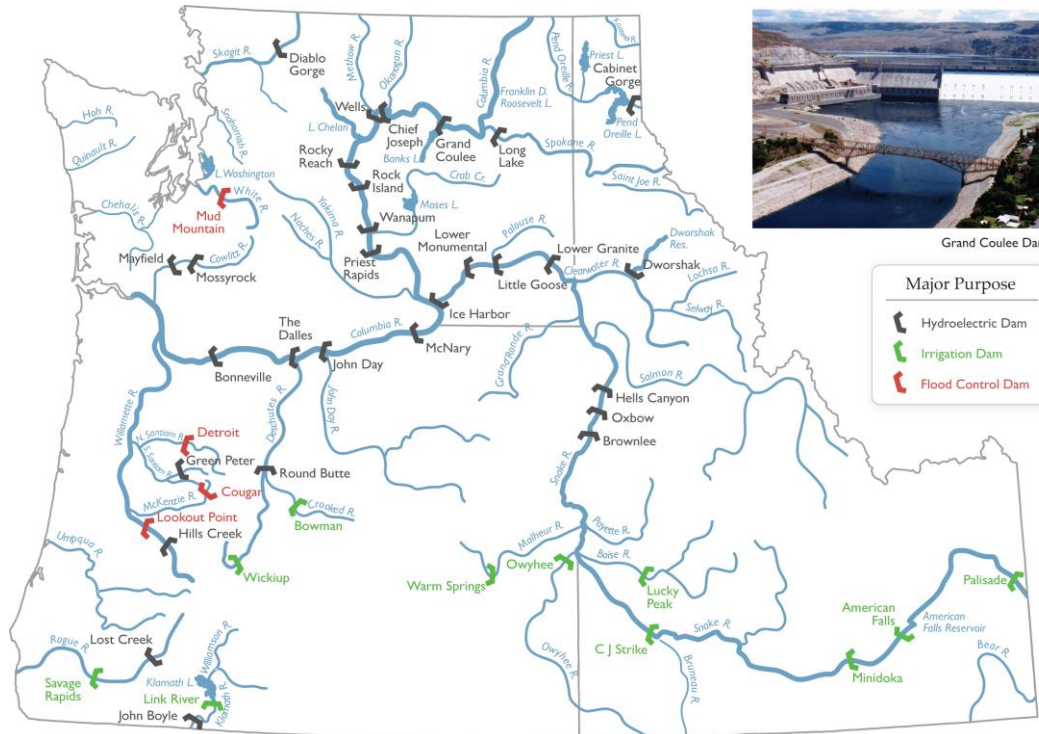 Skagit R.
Diablo
Gorge
Methow R.
Okanogan R.
Columbia R.
Pend Oreille R.
Priest L.
Cabinet
Gorge
Pend
Oreille L.
Hoh R.
Quinault R.
Snohomish R.
L. Washington
White R.
Mud
Mountain
Chehalis R.
Mayfield
Cowlitz R.
Mossyrock
Wells
L. Chelan
Chief
Joseph
Franklin D.
Roosevelt L.
Grand
Coulee
Banks L.
Long
Lake
Spokane R.
Saint Joe R.
Rocky
Reach
Rock
Island
Crab Cr.
Moses L.
Wanapum
Yakima R.
Naches R.
Priest
Rapids
Lower
Monumental
Palouse R.
Lower Granite
Little Goose
Clearwater R.
Dworshak
Res.
Dworshak
Lochsa R.
Selway R.
Ice Harbor
McNary
Columbia R.
The
Dalles
John Day
Bonneville
Grand Ronde R.
Salmon R.
John Day R.
Deschutes R.
Willamette R.
Hells Canyon
Oxbow
Brownlee
Snake R.
N. Santiam R.
Detroit
Green Peter
S. Santiam R.
Cougar
McKenzie R.
Lookout Point
Hills Creek
Round Butte
Crooked R.
Bowman
Wickiup
Umpqua R.
Malheur R.
Payette R.
Boise R.
Warm Springs
Owyhee
Lucky
Peak
Owyhee R.
C J Strike
Bruneau R.
Snake R.
Minidoka
American
Falls
American
Falls Reservoir
Palisade
Bear R.
Rogue R.
Lost Creek
Savage
Rapids
Williamson R.
Klamath L.
Link River
Klamath R.
John Boyle
Grand Coulee Dam
Major Purpose
Hydroelectric Dam
Irrigation Dam
Flood Control Dam